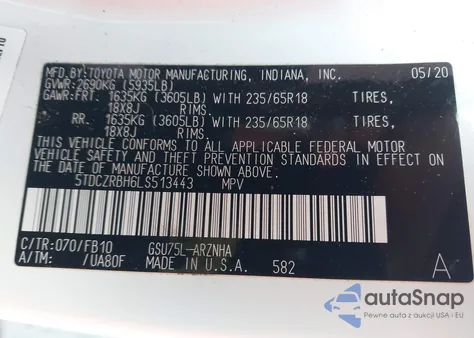 MFD.BY:TOYOTA MOTOR MANUFACTURING, INDIANA, INC. 05/20
GVWR:2690KG (5935LB)
GAWR:FRT. 1635KG (3605LB) WITH 235/65R18 TIRES,
18X8J RIMS.
RR. 1635KG (3605LB) WITH 235/65R18 TIRES,
18X8J RIMS.
THIS VEHICLE CONFORMS TO ALL APPLICABLE FEDERAL MOTOR
VEHICLE SAFETY AND THEFT PREVENTION STANDARDS IN EFFECT ON
THE DATE OF MANUFACTURE SHOWN ABOVE.
5TDCZRBH6LS513443 MPV
C/TR:070/FB10 GSU75L-ARZNHA
A/TM: /UA80F MADE IN U.S.A. 582 A
autoSnap
Pewne auta z aukcji USA i EU